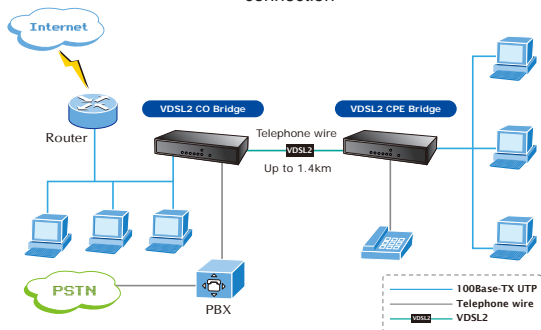 connection
Internet
VDSL2 CO Bridge
VDSL2 CPE Bridge
Router
Telephone wire
VDSL2
Up to 1.4km
PSTN
PBX
100Base-TX UTP
Telephone wire
VDSL2 VDSL2